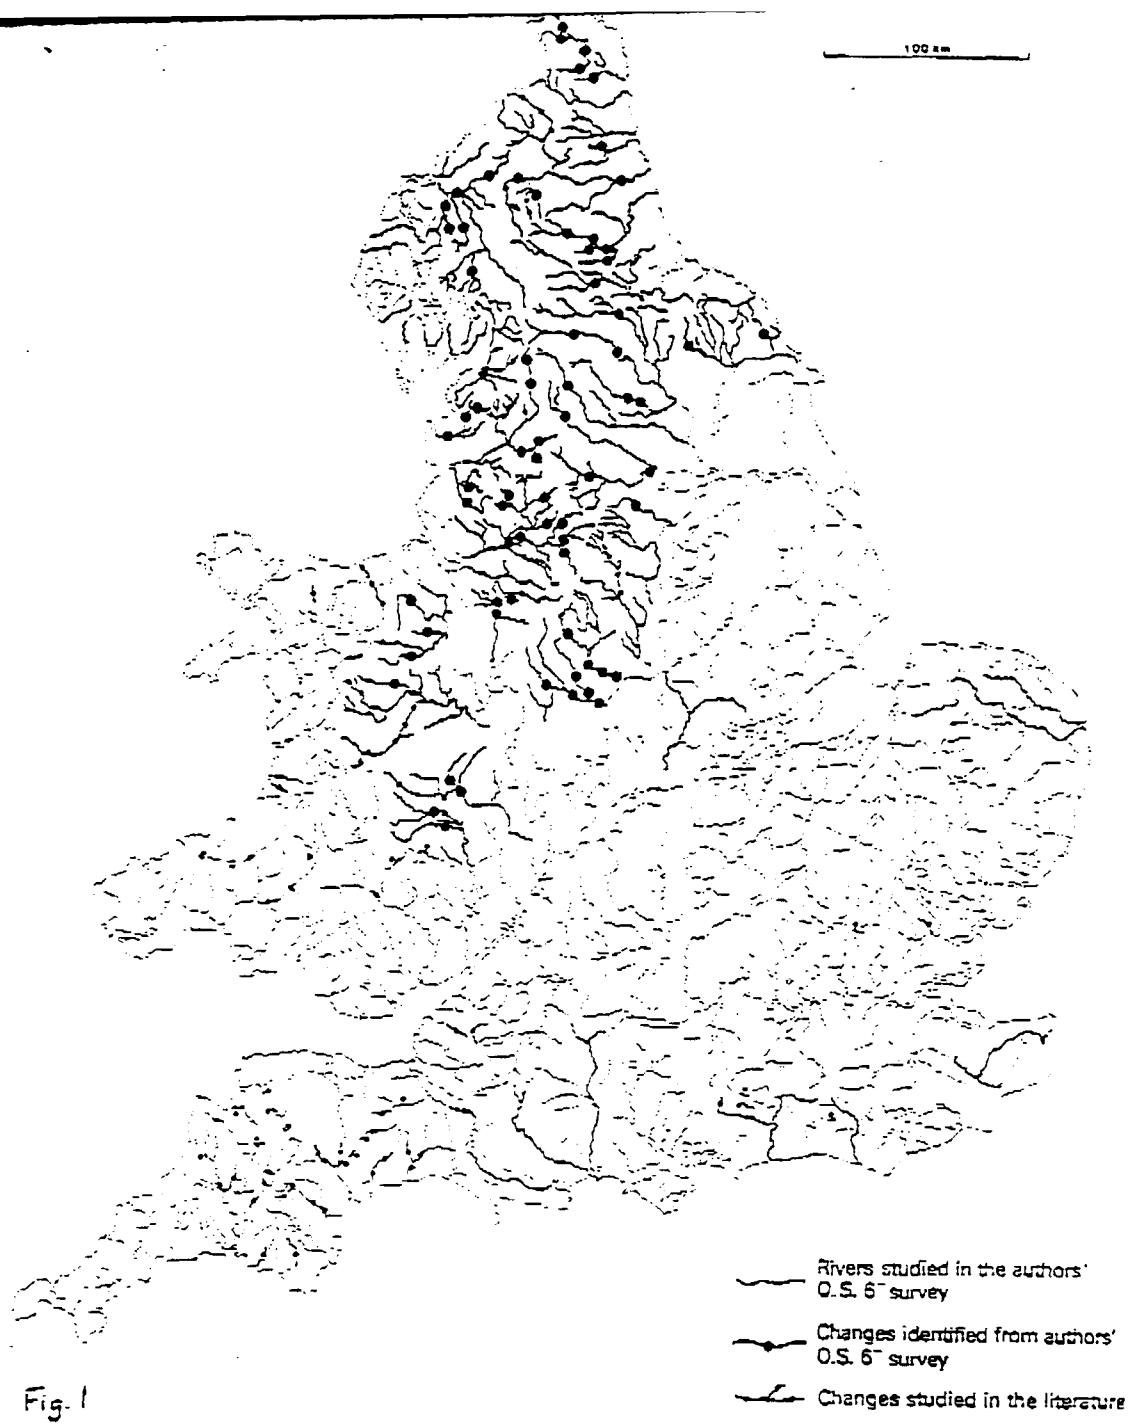 100 km
Rivers studied in the authors'
O.S. 6" survey
Changes identified from authors'
O.S. 6" survey
Changes studied in the literature
Fig. 1